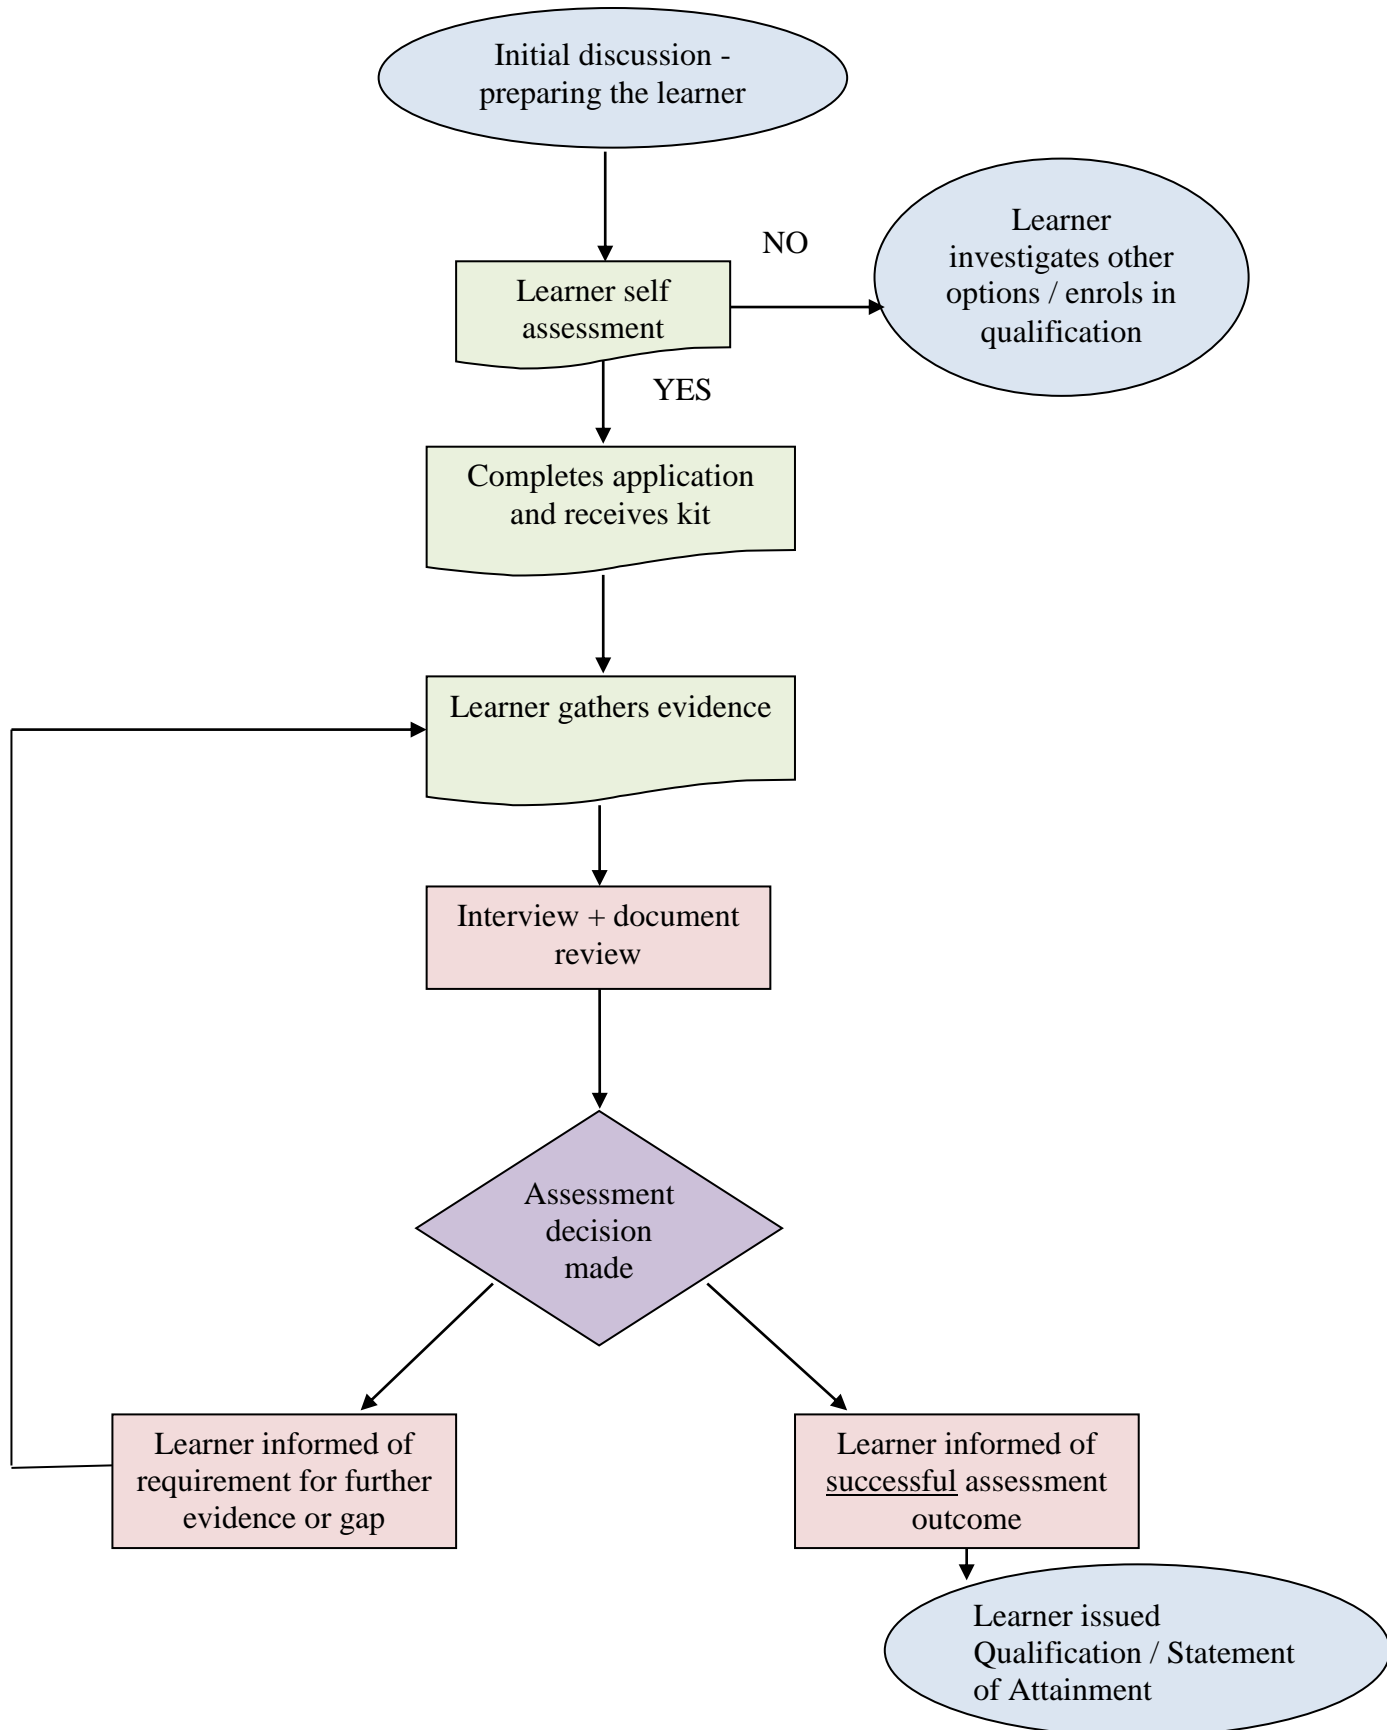 Initial discussion -
preparing the learner
NO
Learner
investigates other
options / enrols in
qualification
Learner self
assessment
YES
Completes application
and receives kit
Learner gathers evidence
Interview + document
review
Assessment
decision
made
Learner informed of
requirement for further
evidence or gap
Learner informed of
successful assessment
outcome
Learner issued
Qualification / Statement
of Attainment